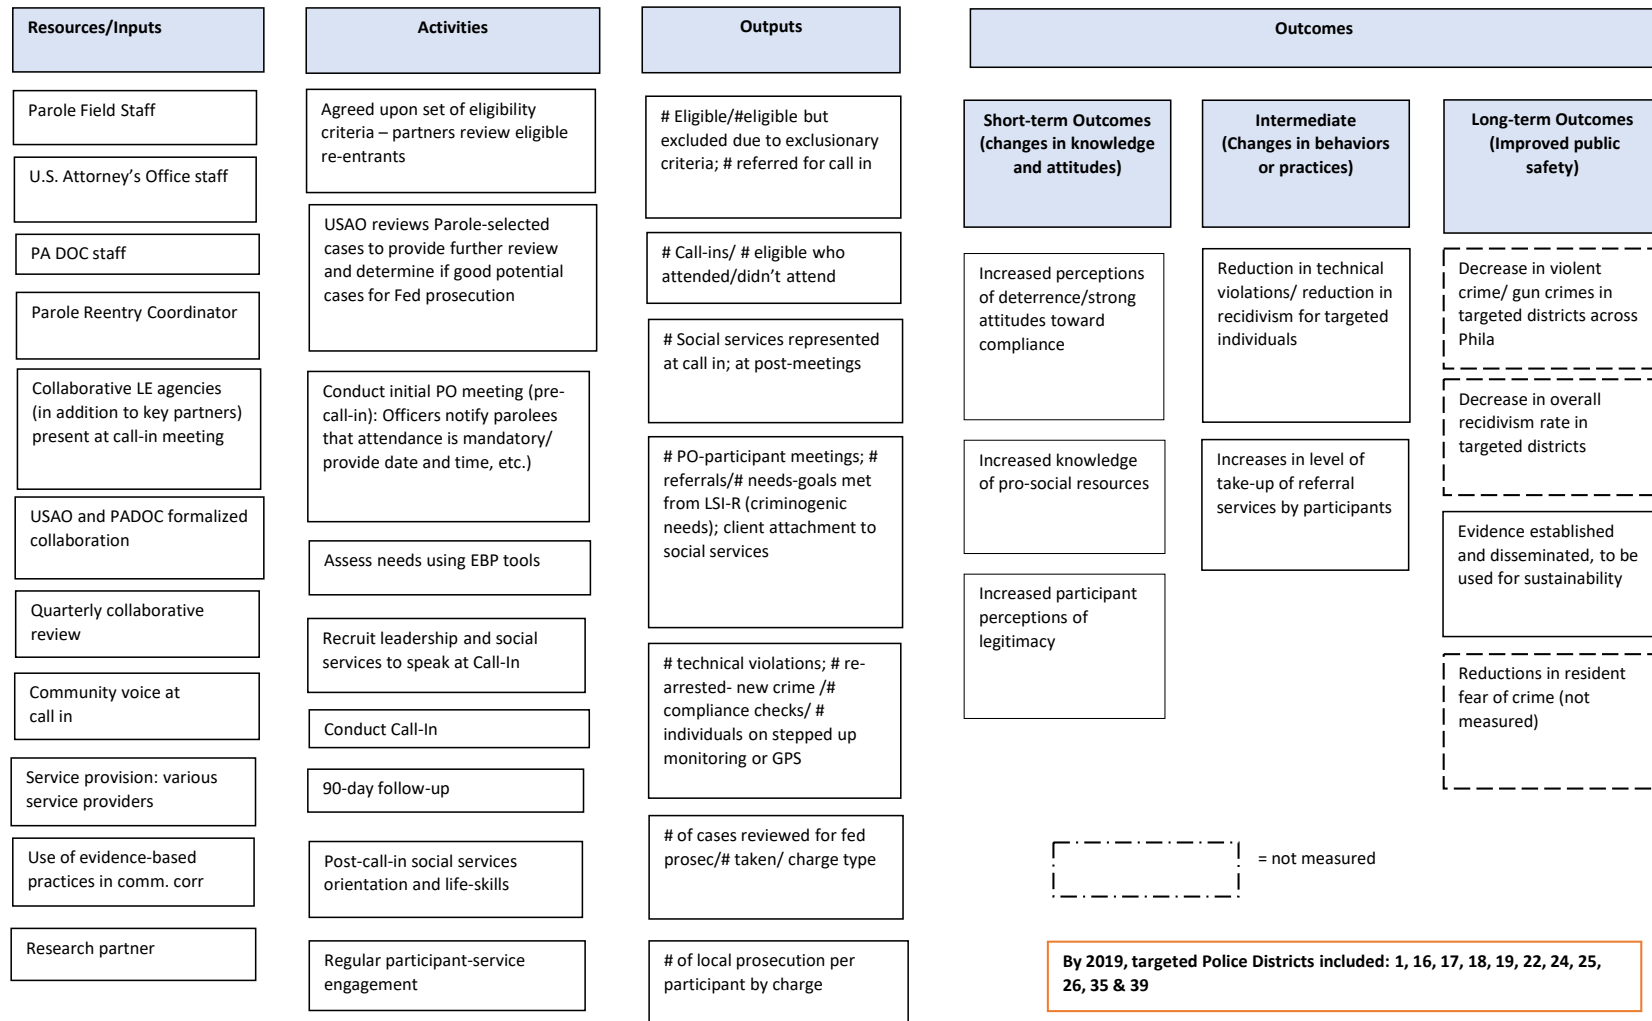 Resources/Inputs
Parole Field Staff
U.S. Attorney’s Office staff
PA DOC staff
Parole Reentry Coordinator
Collaborative LE agencies
(in addition to key partners)
present at call-in meeting
USAO and PADOC formalized
collaboration
Quarterly collaborative
review
Community voice at
call in
Service provision: various
service providers
Use of evidence-based
practices in comm. corr
Research partner
Activities
Agreed upon set of eligibility
criteria – partners review eligible
re-entrants
USAO reviews Parole-selected
cases to provide further review
and determine if good potential
cases for Fed prosecution
Conduct initial PO meeting (pre-
call-in): Officers notify parolees
that attendance is mandatory/
provide date and time, etc.)
Assess needs using EBP tools
Recruit leadership and social
services to speak at Call-In
Conduct Call-In
90-day follow-up
Post-call-in social services
orientation and life-skills
Regular participant-service
engagement
Outputs
# Eligible/#eligible but
excluded due to exclusionary
criteria; # referred for call in
# Call-ins/ # eligible who
attended/didn’t attend
# Social services represented
at call in; at post-meetings
# PO-participant meetings; #
referrals/# needs-goals met
from LSI-R (criminogenic
needs); client attachment to
social services
# technical violations; # re-
arrested- new crime /#
compliance checks/ #
individuals on stepped up
monitoring or GPS
# of cases reviewed for fed
prosec/# taken/ charge type
# of local prosecution per
participant by charge
Outcomes
Short-term Outcomes
(changes in knowledge
and attitudes)
Increased perceptions
of deterrence/strong
attitudes toward
compliance
Increased knowledge
of pro-social resources
Increased participant
perceptions of
legitimacy
Intermediate
(Changes in behaviors
or practices)
Reduction in technical
violations/ reduction in
recidivism for targeted
individuals
Increases in level of
take-up of referral
services by participants
Long-term Outcomes
(Improved public
safety)
Decrease in violent
crime/ gun crimes in
targeted districts across
Phila
Decrease in overall
recidivism rate in
targeted districts
Evidence established
and disseminated, to be
used for sustainability
Reductions in resident
fear of crime (not
measured)
= not measured
By 2019, targeted Police Districts included: 1, 16, 17, 18, 19, 22, 24, 25,
26, 35 & 39